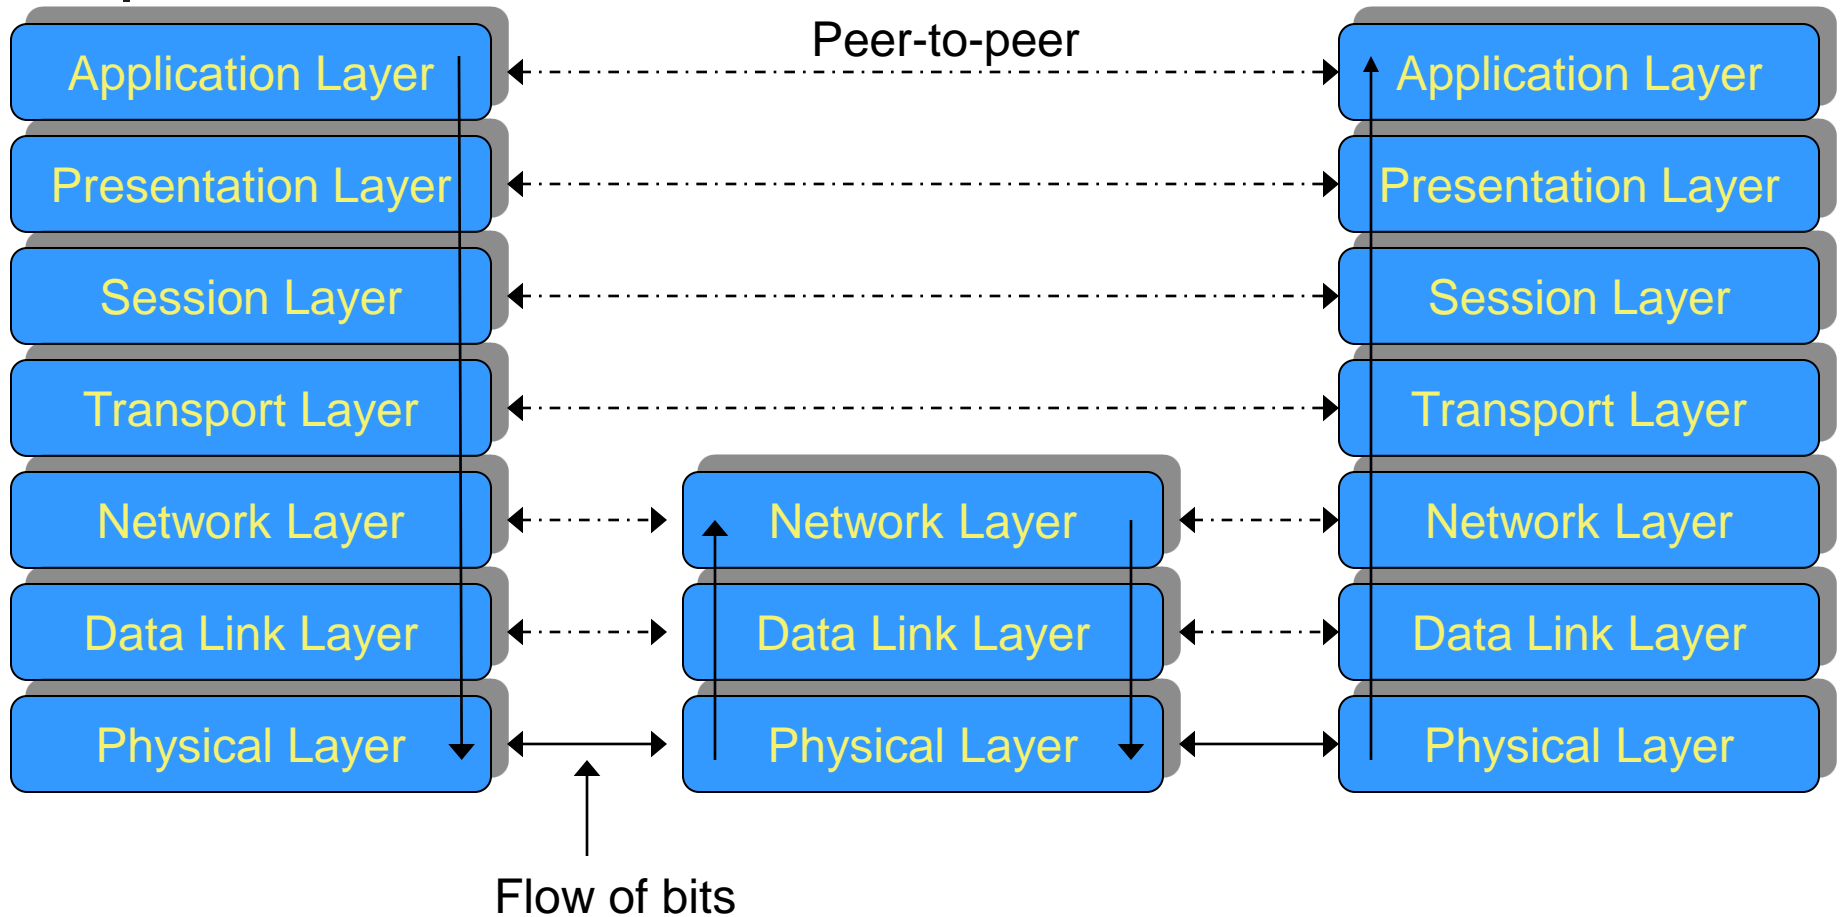 Peer-to-peer
Application Layer
Application Layer
Presentation Layer
Presentation Layer
Session Layer
Session Layer
Transport Layer
Transport Layer
Network Layer
Network Layer
Network Layer
Data Link Layer
Data Link Layer
Data Link Layer
Physical Layer
Physical Layer
Physical Layer
Flow of bits